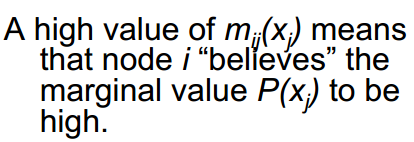 A high value of mij(xj) means
that node i “believes” the
marginal value P(xj) to be
high.